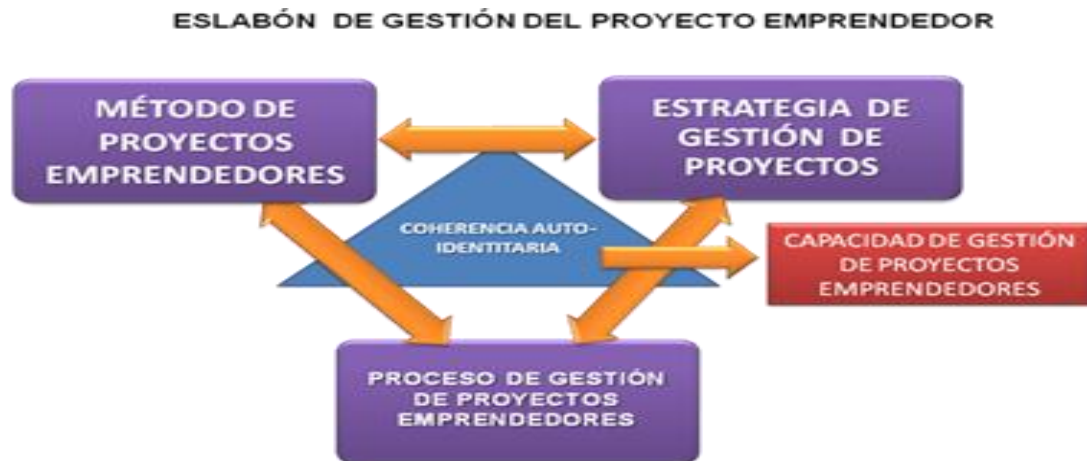 ESLABÓN DE GESTIÓN DEL PROYECTO EMPRENDEDOR
MÉTODO DE
PROYECTOS
EMPRENDEDORES
ESTRATEGIA DE
GESTIÓN DE
PROYECTOS
COHERENCIA AUTO-
IDENTITARIA
CAPACIDAD DE GESTIÓN
DE PROYECTOS
EMPRENDEDORES
PROCESO DE GESTIÓN
DE PROYECTOS
EMPRENDEDORES